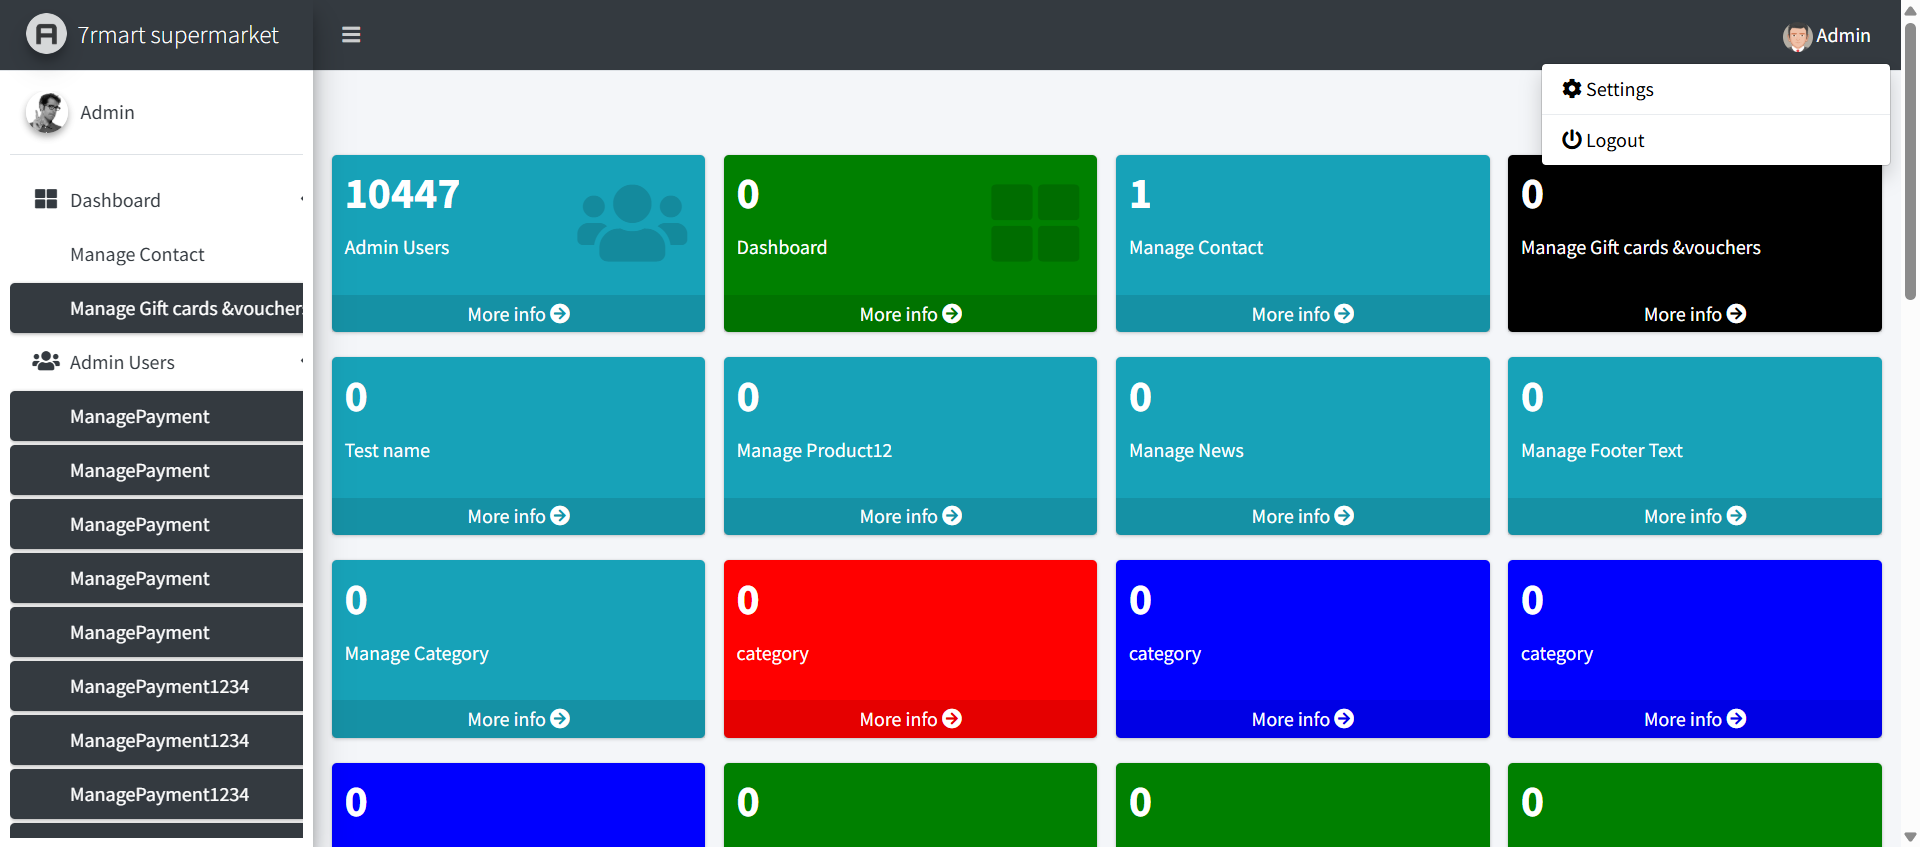 7rmart supermarket
Admin
Settings
Logout
Admin
Dashboard
Manage Contact
Manage Gift cards &voucher
Admin Users
ManagePayment
ManagePayment
ManagePayment
ManagePayment
ManagePayment
ManagePayment1234
ManagePayment1234
ManagePayment1234
10447
Admin Users
More info
0
Dashboard
More info
1
Manage Contact
More info
0
Manage Gift cards &vouchers
More info
0
Test name
More info
0
Manage Product12
More info
0
Manage News
More info
0
Manage Footer Text
More info
0
Manage Category
More info
0
category
More info
0
category
More info
0
category
More info
0
0
0
0